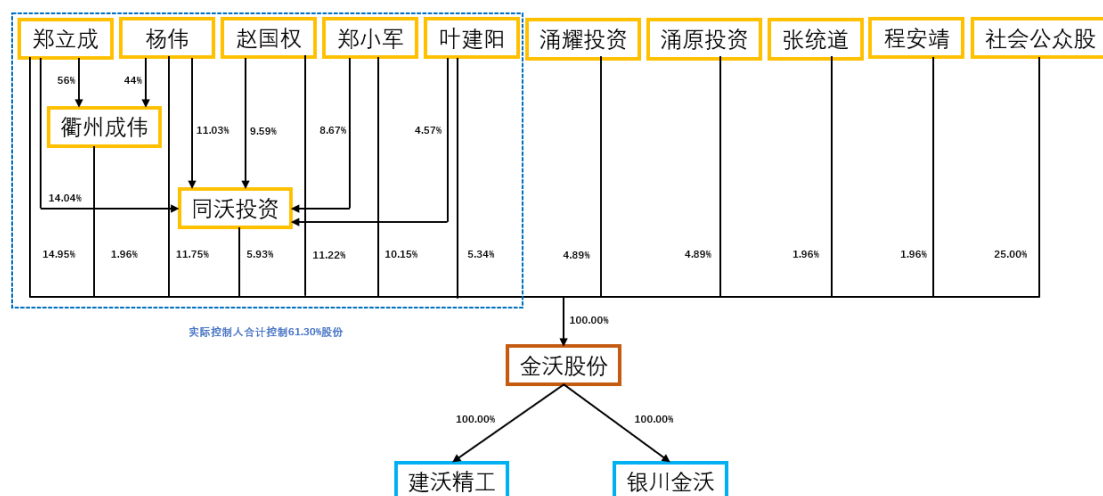 郑立成
杨伟
赵国权
郑小军
叶建阳
涌耀投资
涌原投资
张统道
程安靖
社会公众股
56%
44%
衢州成伟
11.03%
9.59%
8.67%
4.57%
14.04%
同沃投资
14.95%
1.96%
11.75%
5.93%
11.22%
10.15%
5.34%
4.89%
4.89%
1.96%
1.96%
25.00%
实际控制人合计控制61.30%股份
100.00%
金沃股份
100.00%
100.00%
建沃精工
银川金沃